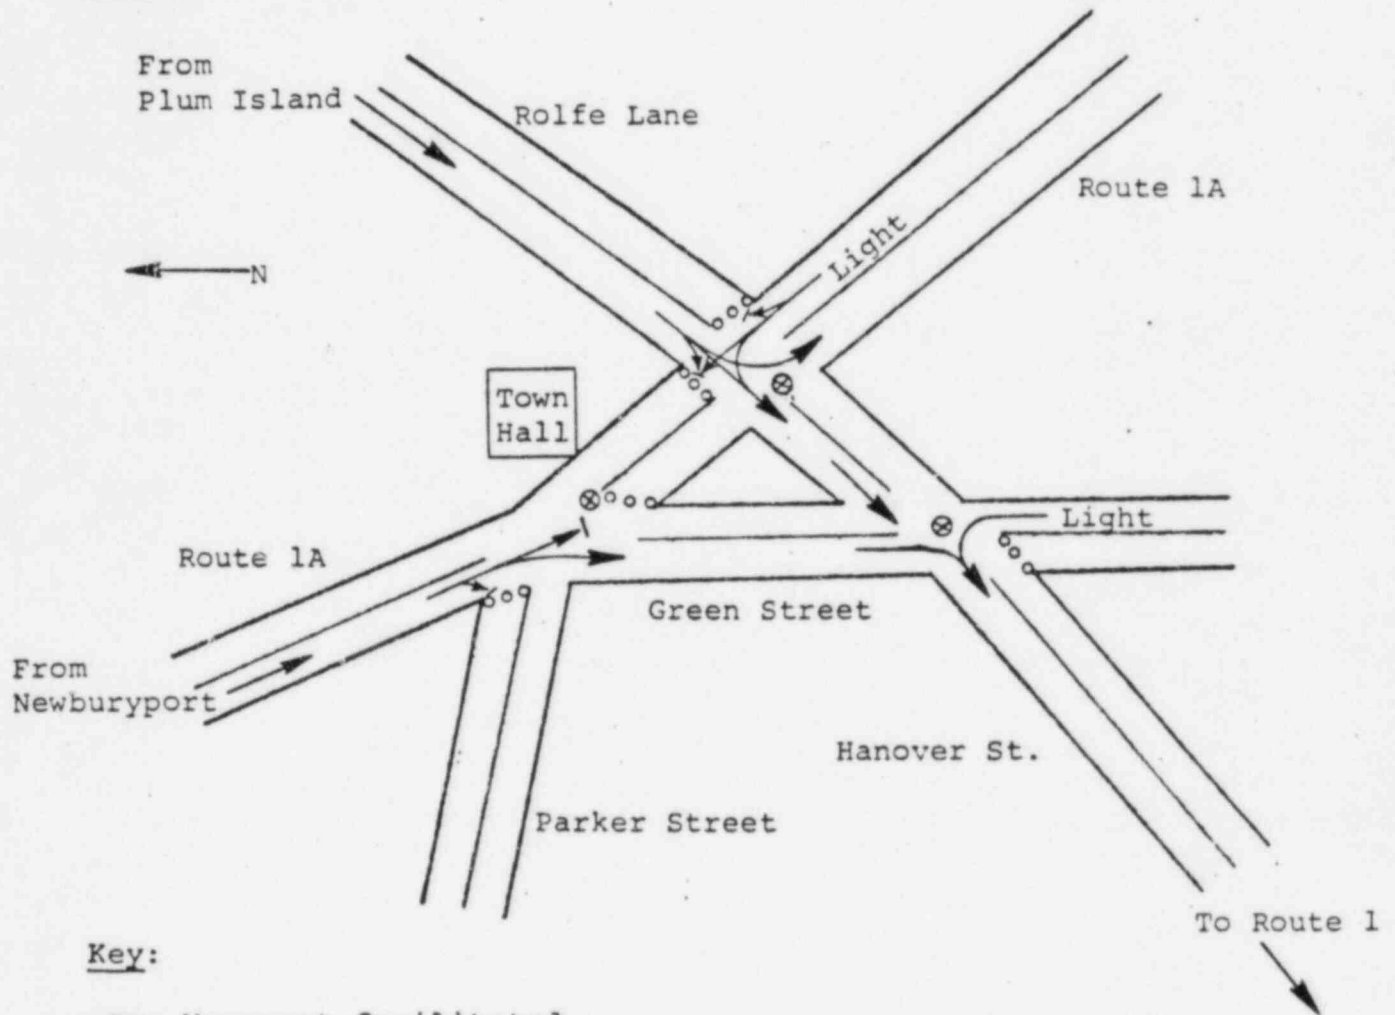 From
Plum Island
Rolfe Lane
Route 1A
Light
N
Town
Hall
Route 1A
Light
Green Street
From
Newburyport
Hanover St.
Parker Street
To Route 1
Key: